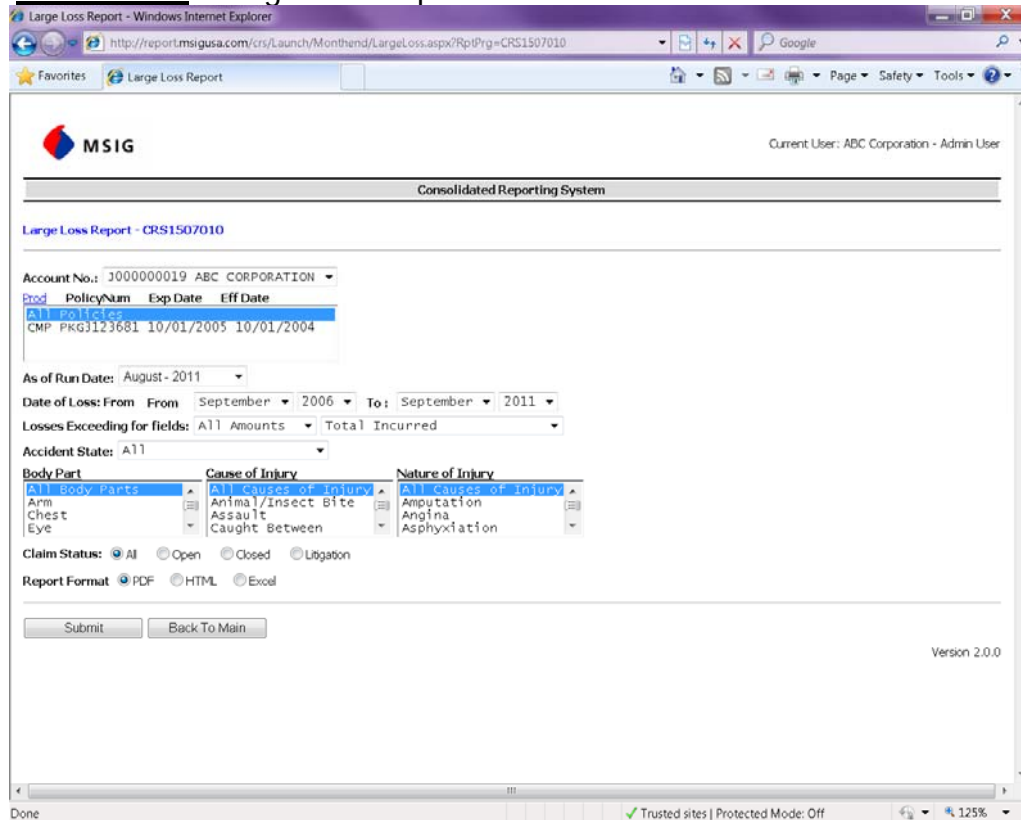 Large Loss Report - Windows Internet Explorer
http://report.msigusa.com/crs/Launch/Monthend/LargeLoss.aspx?RptPrg=CRS1507010
Google
Favorites Large Loss Report Page Safety Tools
MSIG
Current User: ABC Corporation - Admin User
Consolidated Reporting System
Large Loss Report - CRS1507010
Account No.: J000000019 ABC CORPORATION
Prod PolicyNum Exp Date Eff Date
All Policies
CMP PKG3123681 10/01/2005 10/01/2004
As of Run Date: August - 2011
Date of Loss: From From September 2006 To: September 2011
Losses Exceeding for fields: All Amounts Total Incurred
Accident State: All
Body Part Cause of Injury Nature of Injury
All Body Parts All Causes of Injury All Causes of Injury
Arm Animal/Insect Bite Amputation
Chest Assault Angina
Eye Caught Between Asphyxiation
Claim Status: All Open Closed Litigation
Report Format PDF HTML Excel
Submit Back To Main
Version 2.0.0
Done Trusted sites | Protected Mode: Off 125%